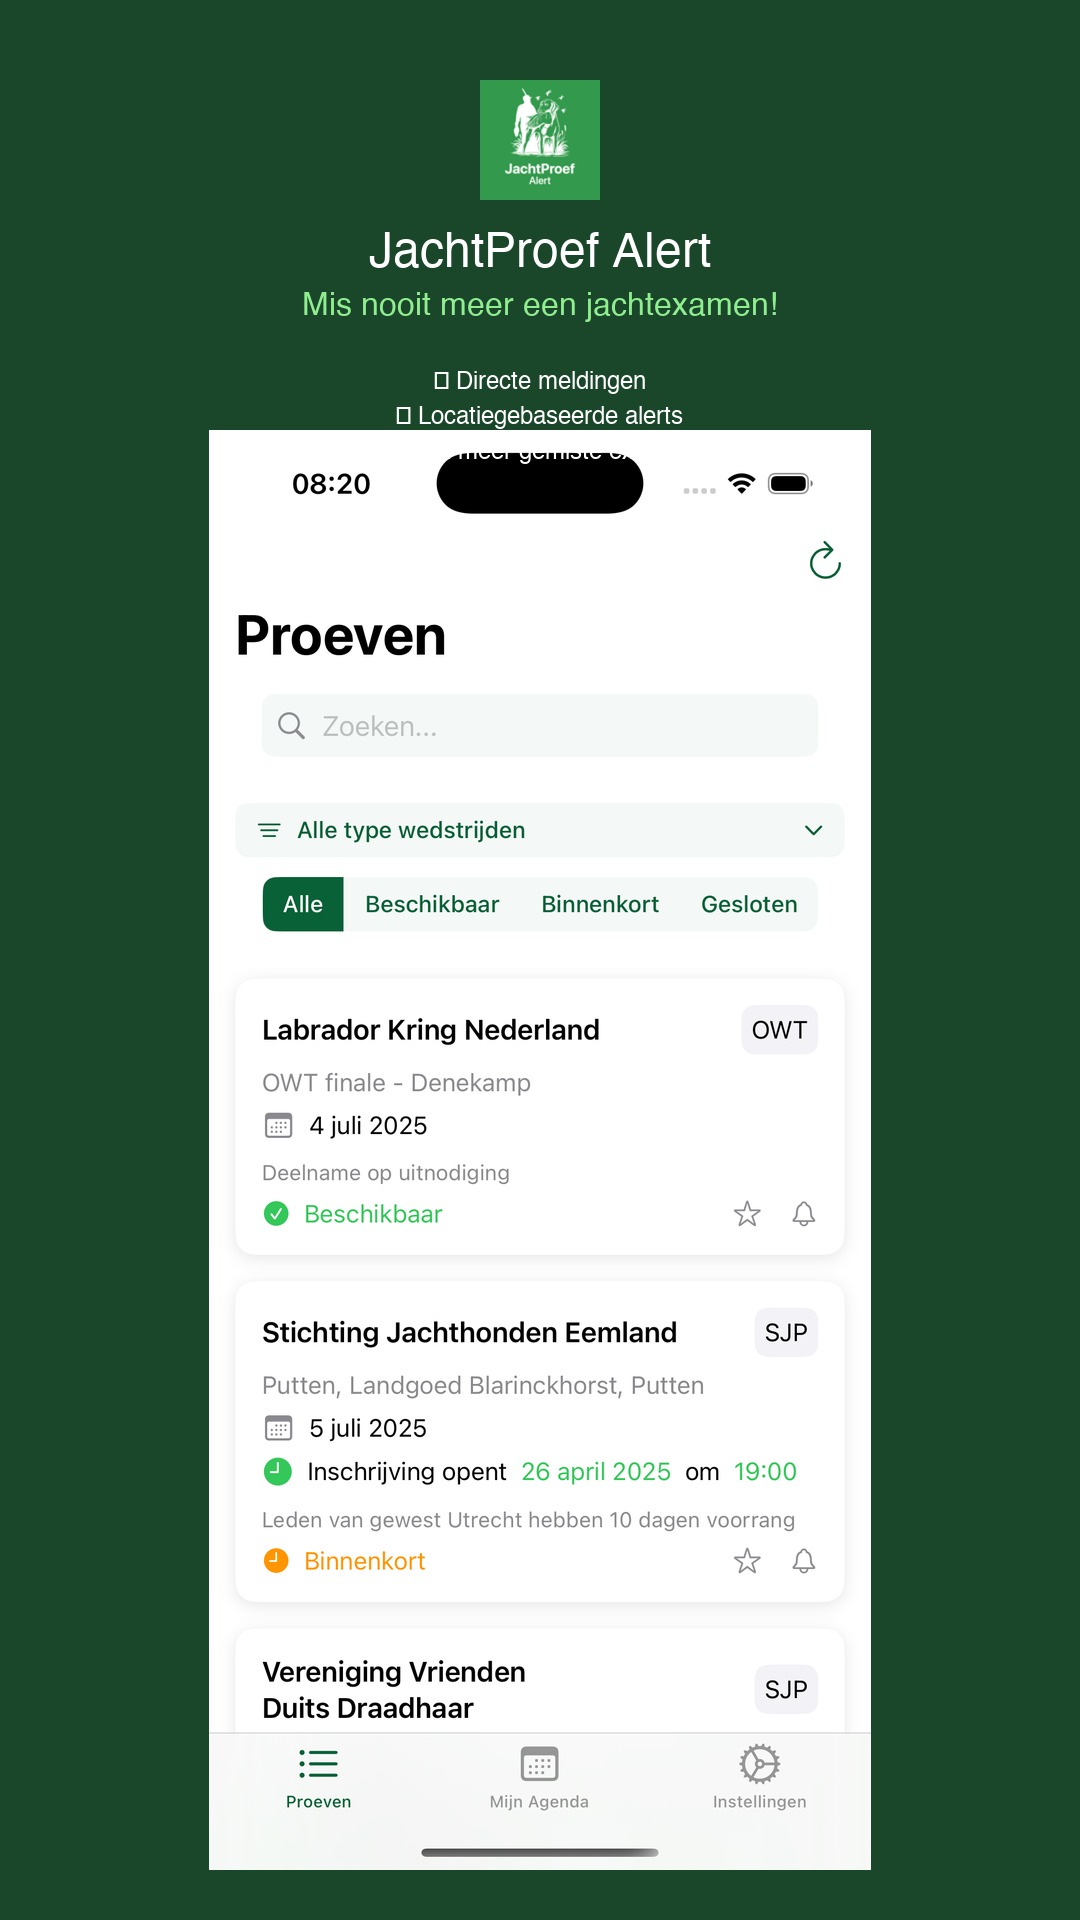 JachtProef
Alert
JachtProef Alert
Mis nooit meer een jachtexamen!
Directe meldingen
Locatiegebaseerde alerts
meer gemiste
08:20
Proeven
Zoeken...
Alle type wedstrijden
Alle Beschikbaar Binnenkort Gesloten
Labrador Kring Nederland OWT
OWT finale - Denekamp
4 juli 2025
Deelname op uitnodiging
Beschikbaar
Stichting Jachthonden Eemland SJP
Putten, Landgoed Blarinckhorst, Putten
5 juli 2025
Inschrijving opent 26 april 2025 om 19:00
Leden van gewest Utrecht hebben 10 dagen voorrang
Binnenkort
Vereniging Vrienden
Duits Draadhaar SJP
Proeven Mijn Agenda Instellingen